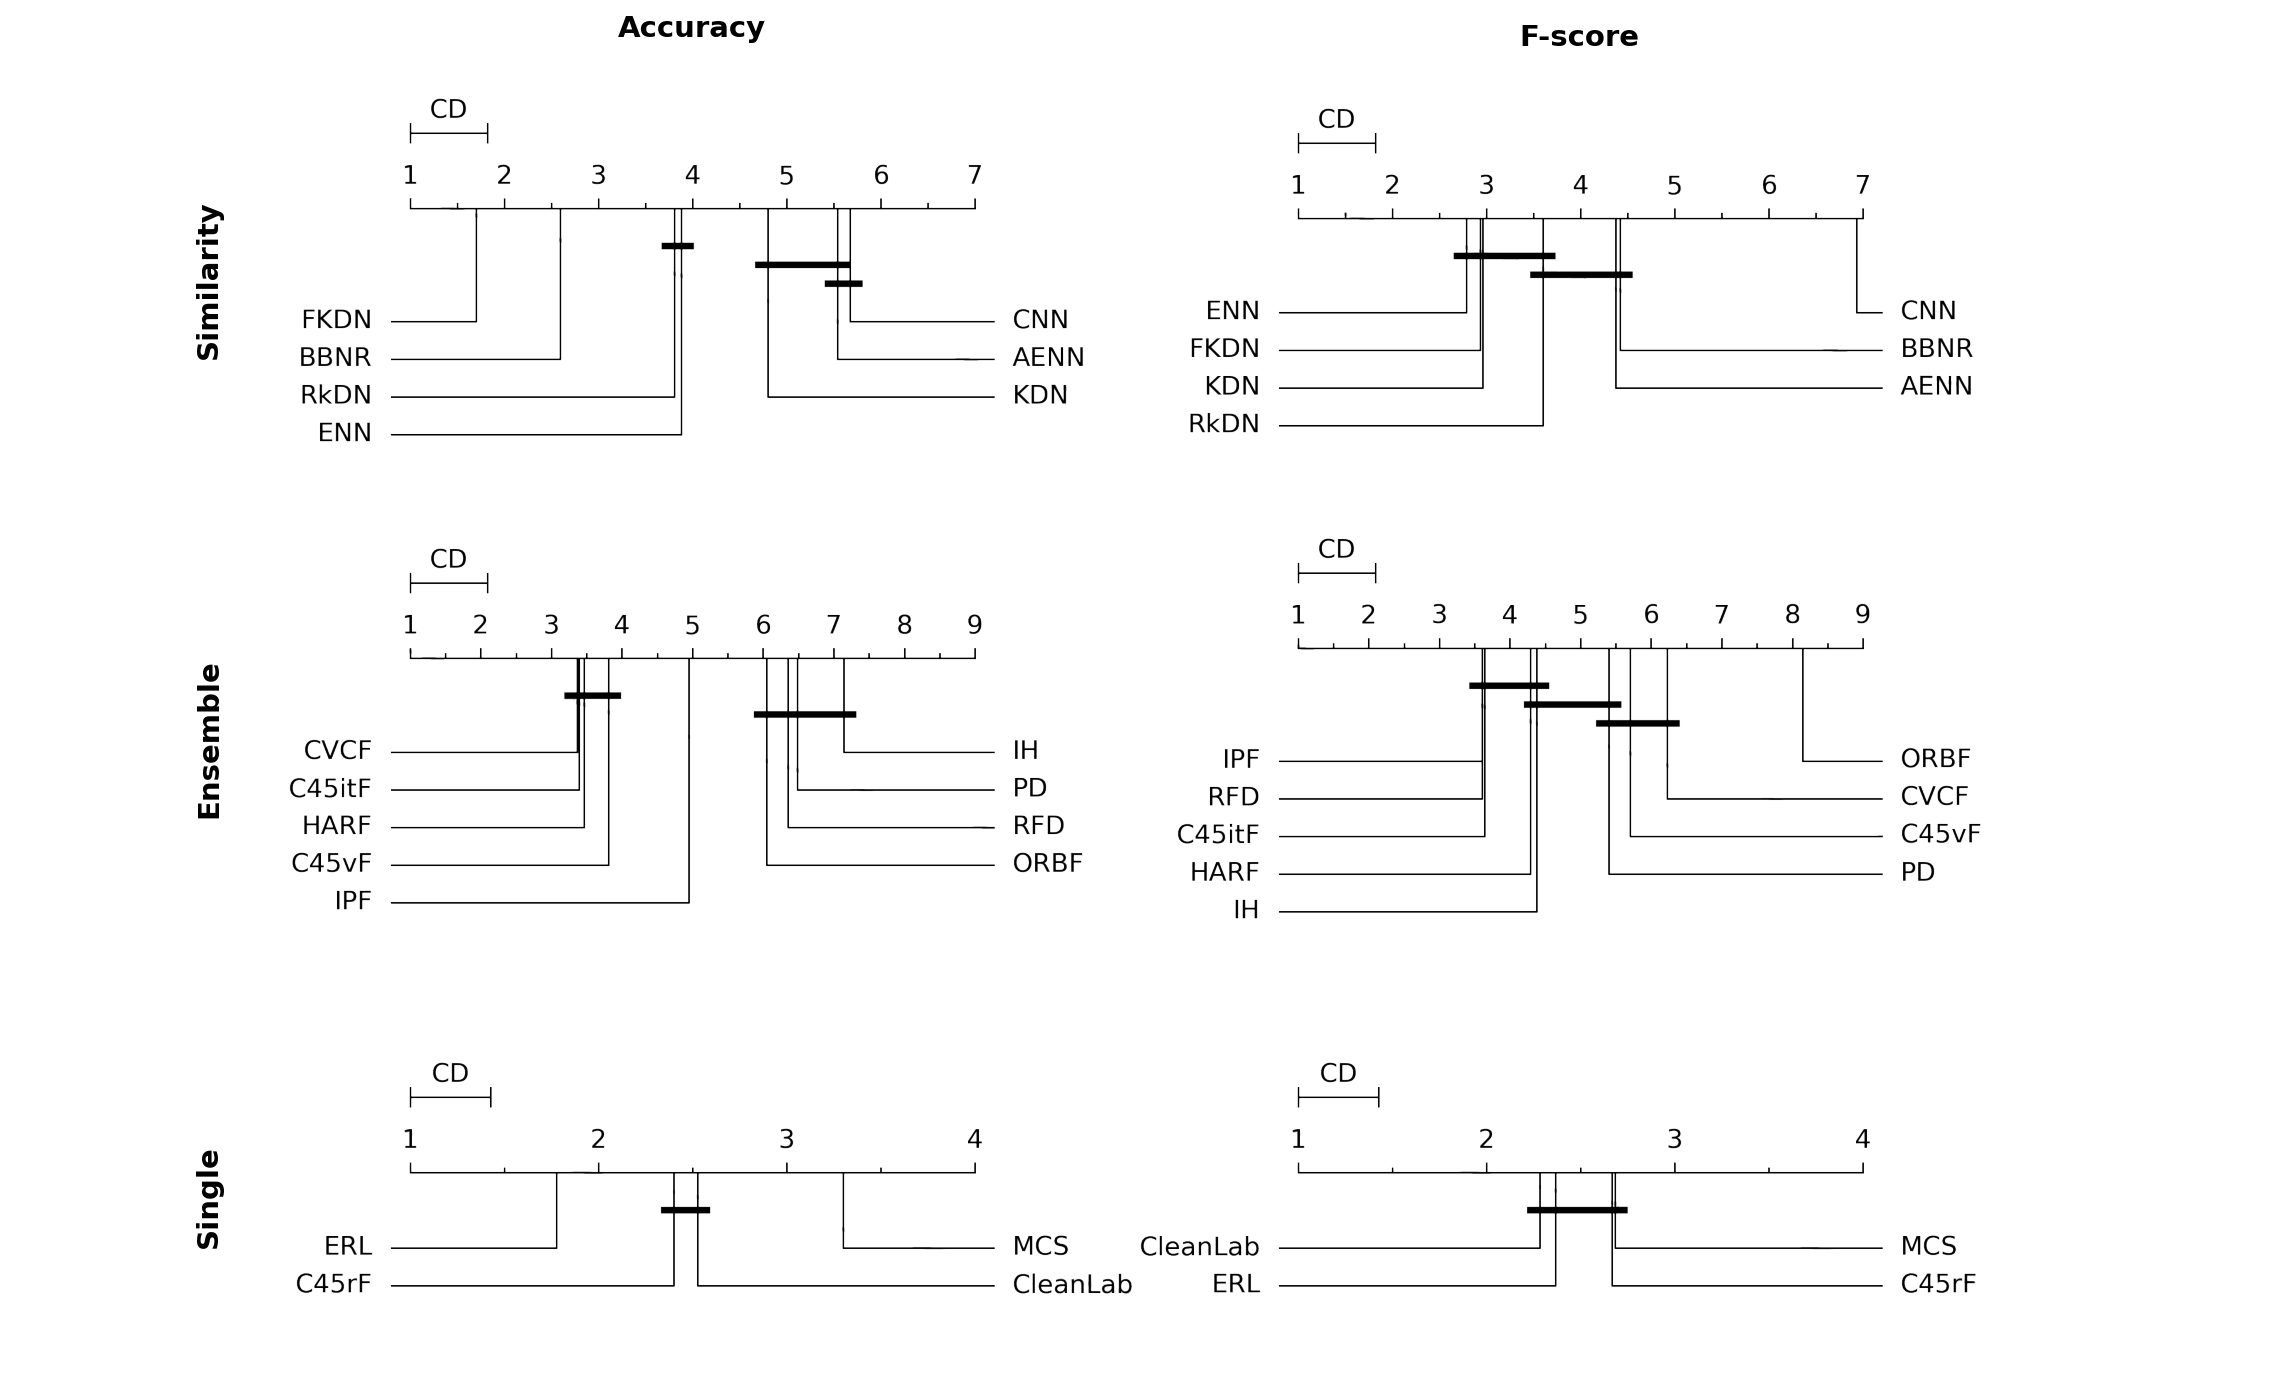 Accuracy
F-score
Similarity
CD
1 2 3 4 5 6 7
FKDN
BBNR
RkDN
ENN
CNN
AENN
KDN
CD
1 2 3 4 5 6 7
ENN
FKDN
KDN
RkDN
CNN
BBNR
AENN
Ensemble
CD
1 2 3 4 5 6 7 8 9
CVCF
C45itF
HARF
C45vF
IPF
IH
PD
RFD
ORBF
CD
1 2 3 4 5 6 7 8 9
IPF
RFD
C45itF
HARF
IH
ORBF
CVCF
C45vF
PD
Single
CD
1 2 3 4
ERL
C45rF
MCS
CleanLab
CD
1 2 3 4
CleanLab
ERL
MCS
C45rF